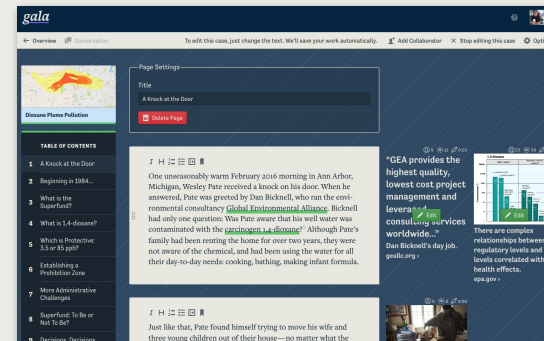 gala
← Overview
Conversation
To edit this case, just change the text. We'll save your work automatically.
Add Collaborator
× Stop editing this case
Opti
Dioxane Plume Pollution
TABLE OF CONTENTS
1 A Knock at the Door
2 Beginning in 1984…
3 What is the
Superfund?
4 What is 1,4-dioxane?
5 Which is Protective:
3.5 or 85 ppb?
6 Establishing a
Prohibition Zone
7 More Administrative
Challenges
8 Superfund: To Be or
Not To Be?
9 Decisions, Decisions
Page Settings
Title
A Knock at the Door
Delete Page
One unseasonably warm February 2016 morning in Ann Arbor,
Michigan, Wesley Pate received a knock on his door. When he
answered, Pate was greeted by Dan Bicknell, who ran the envi-
ronmental consultancy Global Environmental Alliance. Bicknell
had only one question: Was Pate aware that his well water was
contaminated with the carcinogen 1,4-dioxane? Although Pate's
family had been renting the home for over two years, they were
not aware of the chemical, and had been using the water for all
their day-to-day needs: cooking, bathing, making infant formula.
Just like that, Pate found himself trying to move his wife and
three young children out of their house—no matter what the
"GEA provides the
highest quality,
lowest cost project
management and
leveraged
consulting services
worldwide…"
Edit
Dan Bicknell's day job.
geallc.org ›
1,4-Dioxane
Edit
There are complex
relationships between
regulatory levels and
levels correlated with
health effects.
epa.gov ›